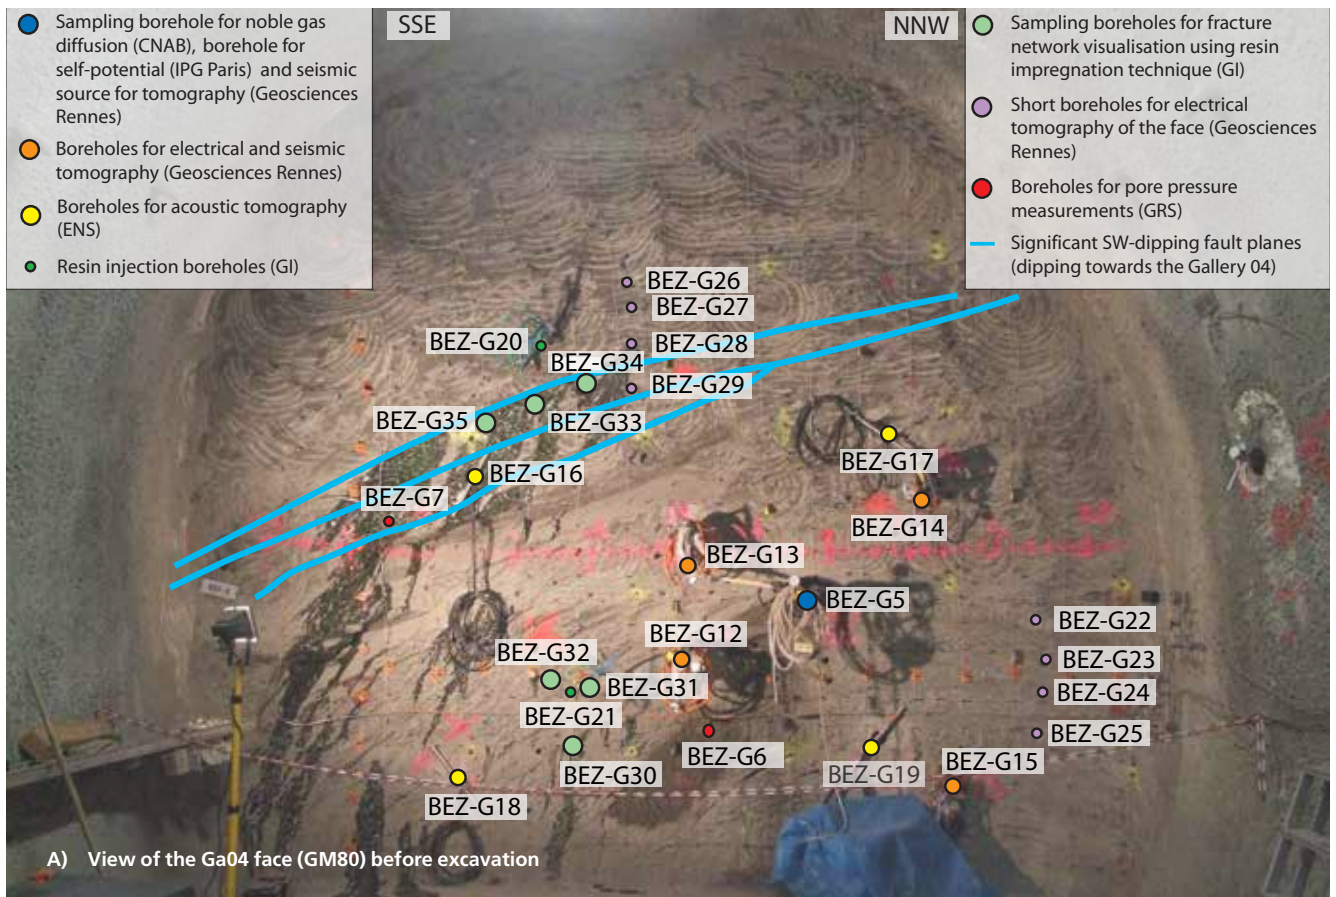 Sampling borehole for noble gas
diffusion (CNAB), borehole for
self-potential (IPG Paris) and seismic
source for tomography (Geosciences
Rennes)
Boreholes for electrical and seismic
tomography (Geosciences Rennes)
Boreholes for acoustic tomography
(ENS)
Resin injection boreholes (GI)
SSE
NNW
Sampling boreholes for fracture
network visualisation using resin
impregnation technique (GI)
Short boreholes for electrical
tomography of the face (Geosciences
Rennes)
Boreholes for pore pressure
measurements (GRS)
Significant SW-dipping fault planes
(dipping towards the Gallery 04)
BEZ-G26
BEZ-G27
BEZ-G20
BEZ-G28
BEZ-G34
BEZ-G29
BEZ-G35
BEZ-G33
BEZ-G17
BEZ-G16
BEZ-G7
BEZ-G14
BEZ-G13
BEZ-G5
BEZ-G22
BEZ-G12
BEZ-G32
BEZ-G23
BEZ-G31
BEZ-G24
BEZ-G21
BEZ-G25
BEZ-G6
BEZ-G30
BEZ-G19
BEZ-G15
BEZ-G18
A) View of the Ga04 face (GM80) before excavation